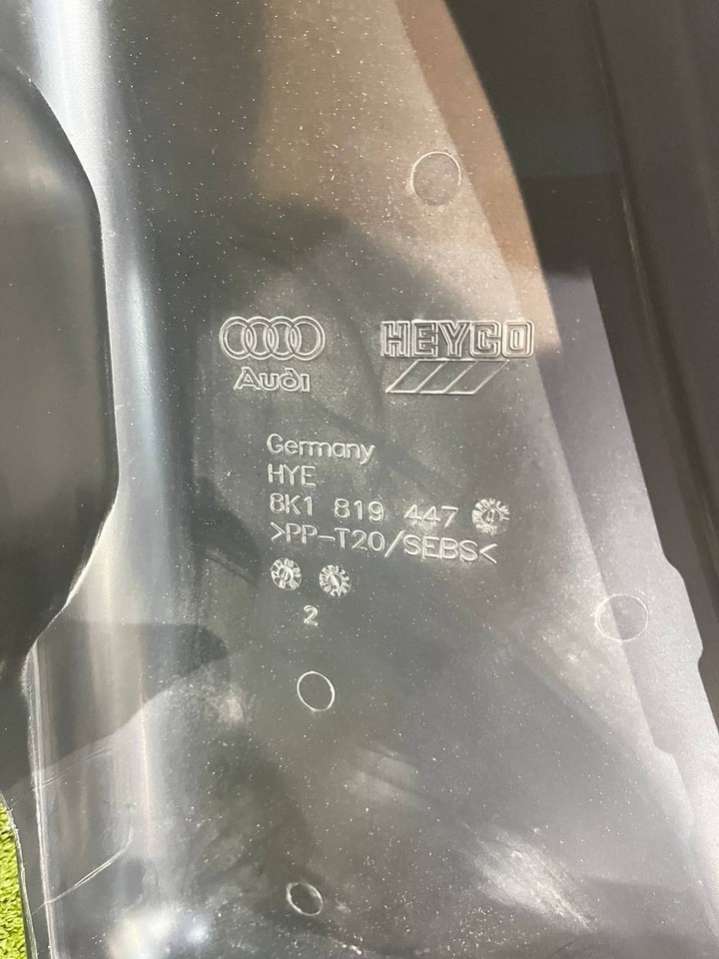 Audi HEYCO
Germany
HYE
8K1 819 447
>PP-T20/SEBS<
2